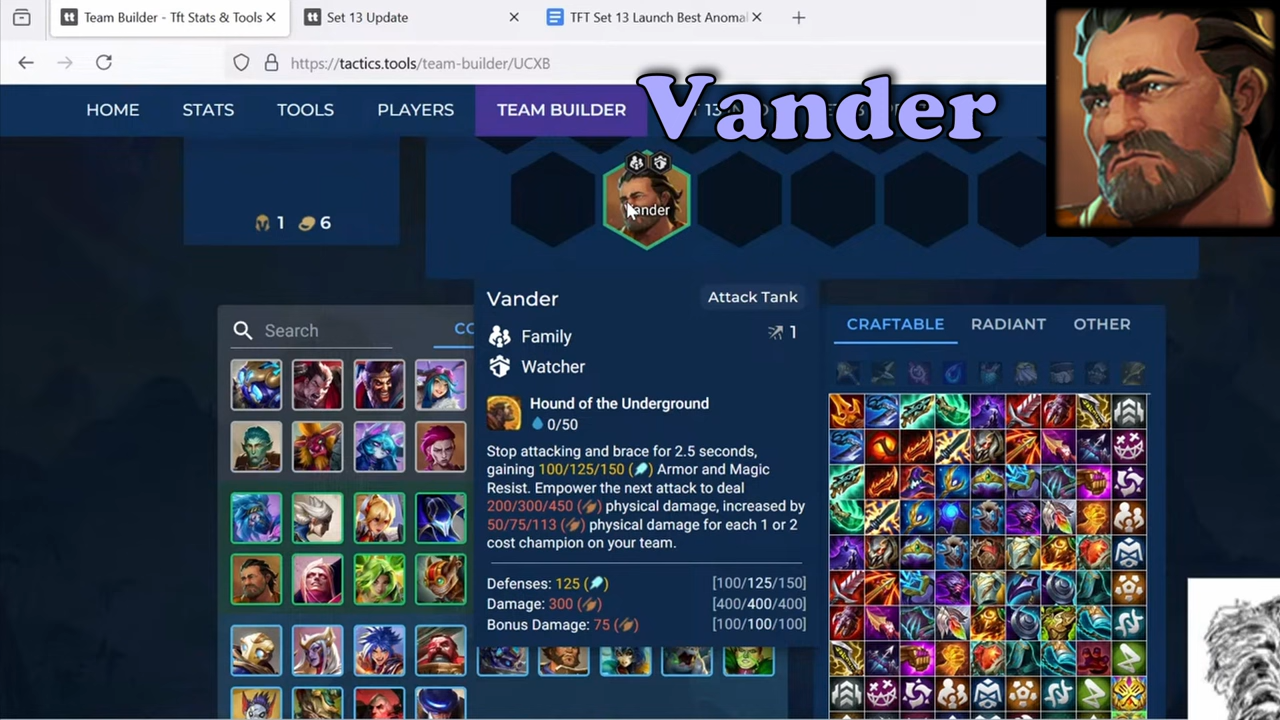 Team Builder - Tft Stats & Tools
Set 13 Update
TFT Set 13 Launch Best Anomal
https://tactics.tools/team-builder/UCXB
HOME STATS TOOLS PLAYERS TEAM BUILDER
Vander
1 6
Vander
Search
Vander Attack Tank
Family 1
Watcher
Hound of the Underground
0/50
Stop attacking and brace for 2.5 seconds,
gaining 100/125/150 ( ) Armor and Magic
Resist. Empower the next attack to deal
200/300/450 ( ) physical damage, increased by
50/75/113 ( ) physical damage for each 1 or 2
cost champion on your team.
Defenses: 125 ( ) [100/125/150]
Damage: 300 ( ) [400/400/400]
Bonus Damage: 75 ( ) [100/100/100]
CRAFTABLE RADIANT OTHER